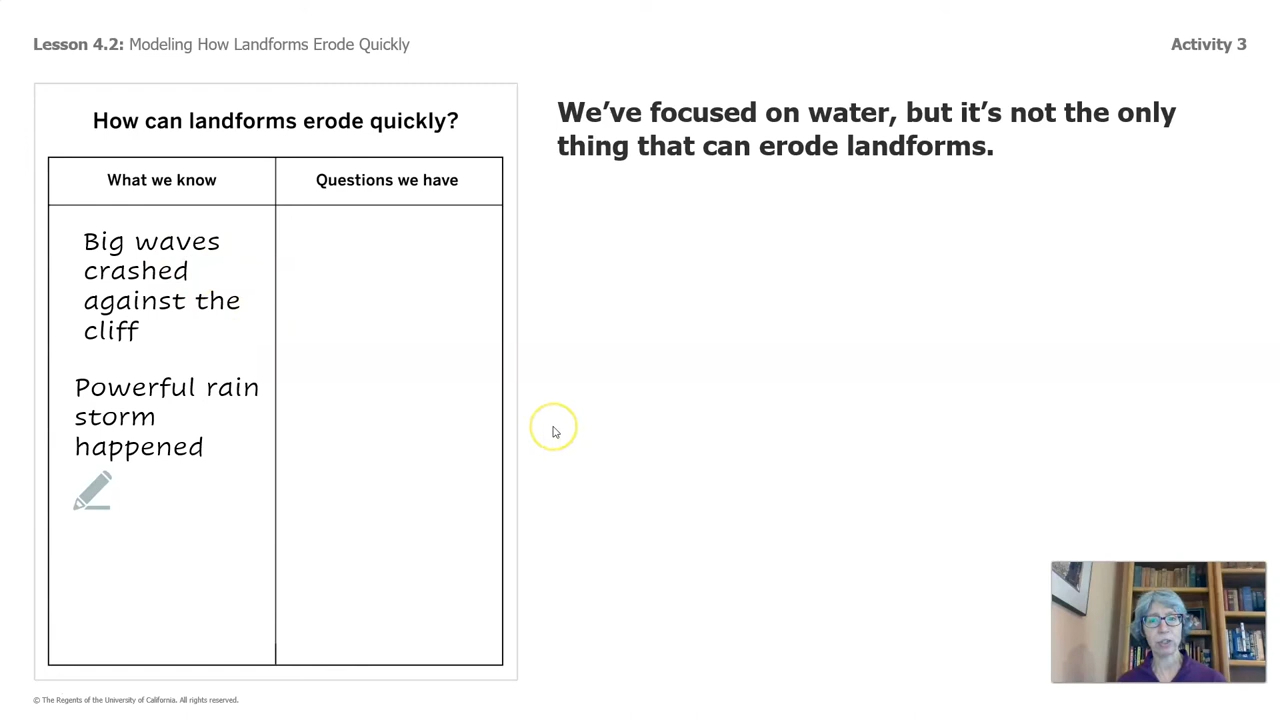 Lesson 4.2: Modeling How Landforms Erode Quickly
Activity 3
How can landforms erode quickly?
What we know
Questions we have
Big waves
crashed
against the
cliff
Powerful rain
storm
happened
We’ve focused on water, but it’s not the only
thing that can erode landforms.
© The Regents of the University of California. All rights reserved.